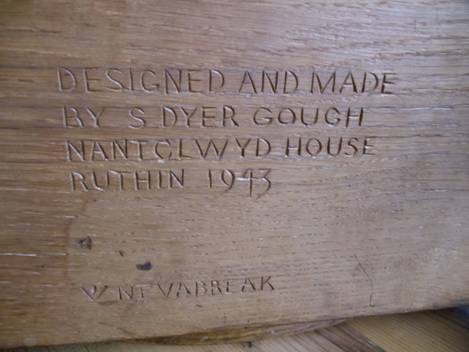 DESIGNED AND MADE
BY S DYER GOUGH
NANTCLWYD HOUSE
RUTHIN 1943